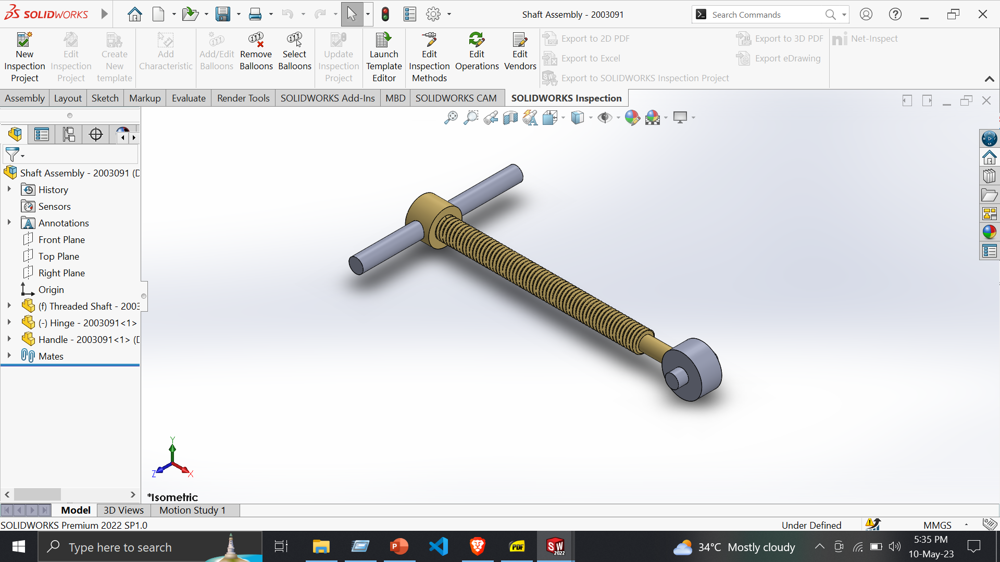 SOLIDWORKS
Shaft Assembly - 2003091
Search Commands
New Inspection Project
Edit Inspection Project
Create New template
Add Characteristic
Add/Edit Balloons
Remove Balloons
Select Balloons
Update Inspection Project
Launch Template Editor
Edit Inspection Methods
Edit Operations
Edit Vendors
Export to 2D PDF
Export to Excel
Export to SOLIDWORKS Inspection Project
Export to 3D PDF
Export eDrawing
Net-Inspect
Assembly
Layout
Sketch
Markup
Evaluate
Render Tools
SOLIDWORKS Add-Ins
MBD
SOLIDWORKS CAM
SOLIDWORKS Inspection
Shaft Assembly - 2003091 (D
History
Sensors
Annotations
Front Plane
Top Plane
Right Plane
Origin
(f) Threaded Shaft - 2003
(-) Hinge - 2003091<1>
Handle - 2003091<1> (D
Mates
Y
Z
X
*Isometric
Model
3D Views
Motion Study 1
SOLIDWORKS Premium 2022 SP1.0
Under Defined
MMGS
Type here to search
34°C Mostly cloudy
5:35 PM
10-May-23